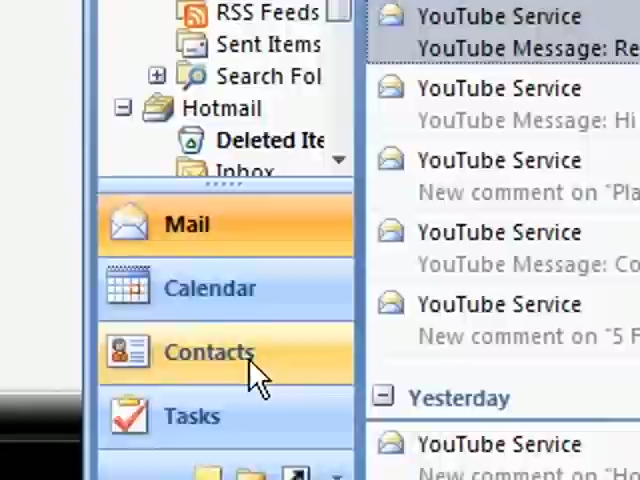 RSS Feeds
Sent Items
Search Fol
Hotmail
Deleted Ite
Inbox
Mail
Calendar
Contacts
Tasks
YouTube Service
YouTube Message: Re
YouTube Service
YouTube Message: Hi
YouTube Service
New comment on "Pla
YouTube Service
YouTube Message: Co
YouTube Service
New comment on "5 F
Yesterday
YouTube Service
New comment on "Ho